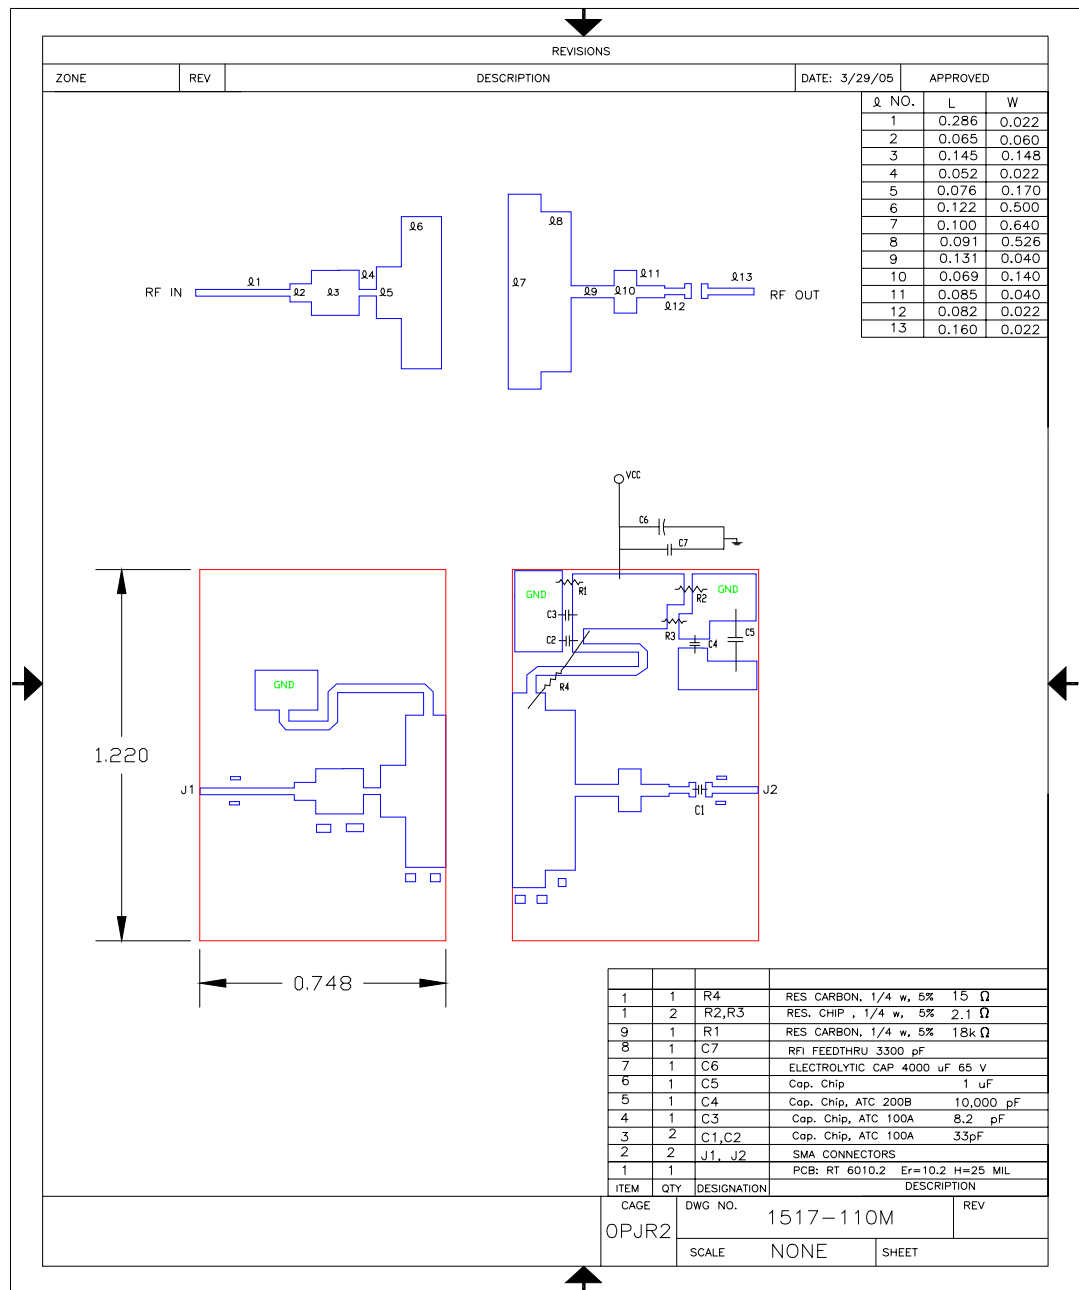 REVISIONS
ZONE REV DESCRIPTION DATE: 3/29/05 APPROVED
ℓ NO. L W
1 0.286 0.022
2 0.065 0.060
3 0.145 0.148
4 0.052 0.022
5 0.076 0.170
6 0.122 0.500
7 0.100 0.640
8 0.091 0.526
9 0.131 0.040
10 0.069 0.140
11 0.085 0.040
12 0.082 0.022
13 0.160 0.022
RF IN ℓ1 ℓ2 ℓ3 ℓ4 ℓ5 ℓ6
ℓ7 ℓ8 ℓ9 ℓ10 ℓ11 ℓ12 ℓ13 RF OUT
VCC
C6
C7
GND R1 R2 GND
C3 R3 C5
C2 C4
R4
GND
1.220
J1
J2
C1
0.748
1 1 R4 RES CARBON, 1/4 w, 5% 15 Ω
1 2 R2,R3 RES. CHIP , 1/4 w, 5% 2.1 Ω
9 1 R1 RES CARBON, 1/4 w, 5% 18k Ω
8 1 C7 RFI FEEDTHRU 3300 pF
7 1 C6 ELECTROLYTIC CAP 4000 uF 65 V
6 1 C5 Cap. Chip 1 uF
5 1 C4 Cap. Chip, ATC 200B 10,000 pF
4 1 C3 Cap. Chip, ATC 100A 8.2 pF
3 2 C1,C2 Cap. Chip, ATC 100A 33pF
2 2 J1, J2 SMA CONNECTORS
1 1 PCB: RT 6010.2 Er=10.2 H=25 MIL
ITEM QTY DESIGNATION DESCRIPTION
CAGE DWG NO. REV
0PJR2 1517-110M
SCALE NONE SHEET